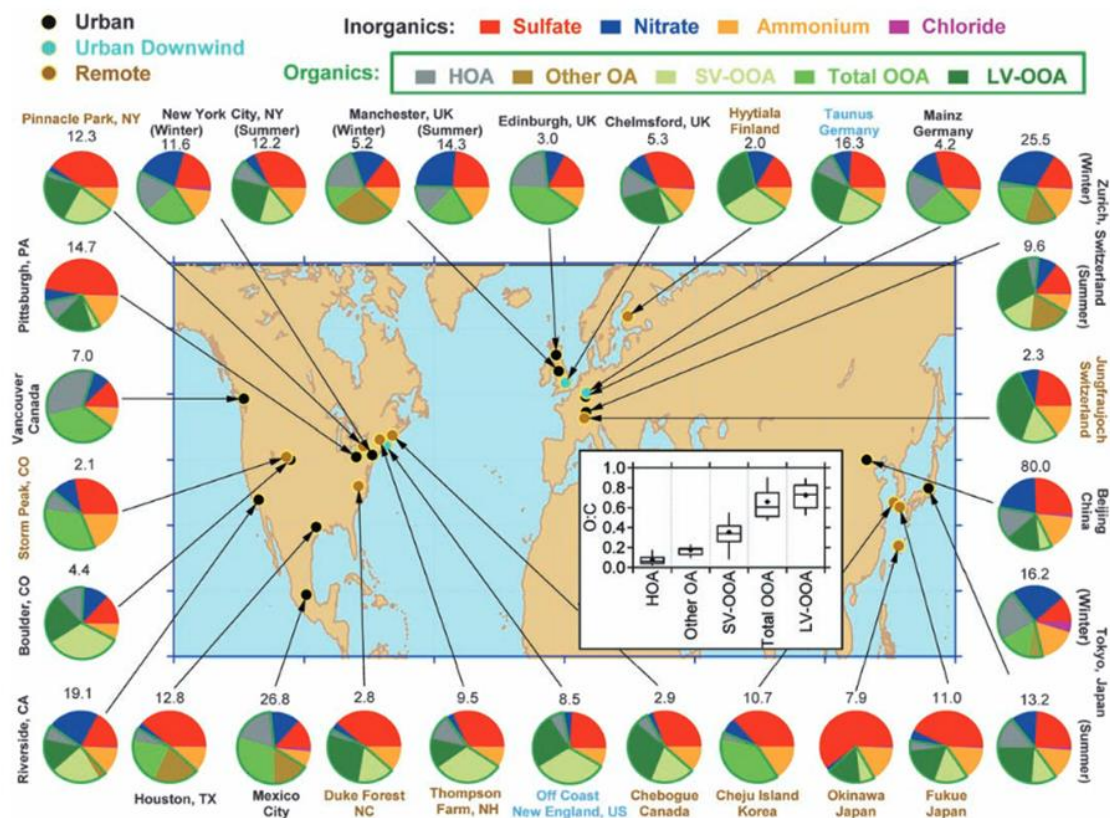 Urban
Urban Downwind
Remote
Inorganics: Sulfate Nitrate Ammonium Chloride
Organics: HOA Other OA SV-OOA Total OOA LV-OOA
Pinnacle Park, NY
12.3
New York City, NY
(Winter) (Summer)
11.6 12.2
Manchester, UK
(Winter) (Summer)
5.2 14.3
Edinburgh, UK
3.0
Chelmsford, UK
5.3
Hyytiala
Finland
2.0
Taunus
Germany
16.3
Mainz
Germany
4.2
25.5
(Winter)
Zurich, Switzerland
9.6
(Summer)
Pittsburgh, PA
14.7
Vancouver
Canada
7.0
Storm Peak, CO
2.1
Boulder, CO
4.4
Riverside, CA
19.1
2.3
Jungfraujoch
Switzerland
80.0
Beijing
China
16.2
(Winter)
Tokyo, Japan
13.2
(Summer)
O:C
1.0
0.8
0.6
0.4
0.2
0.0
HOA
Other OA
SV-OOA
Total OOA
LV-OOA
12.8
Houston, TX
26.8
Mexico
City
2.8
Duke Forest
NC
9.5
Thompson
Farm, NH
8.5
Off Coast
New England, US
2.9
Chebogue
Canada
10.7
Cheju Island
Korea
7.9
Okinawa
Japan
11.0
Fukue
Japan